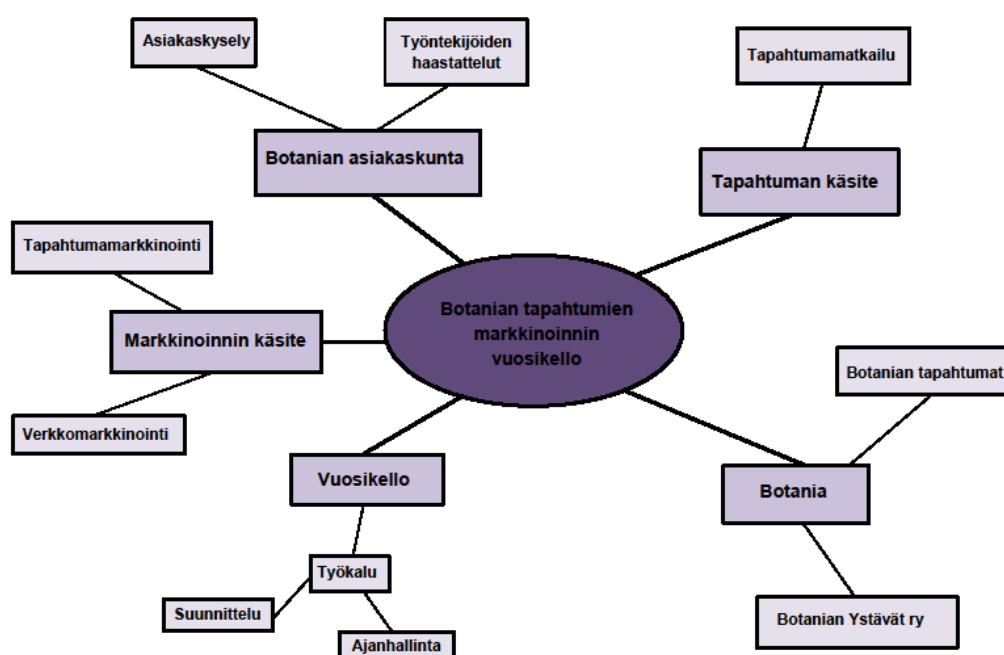 Asiakaskysely
Työntekijöiden
haastattelut
Tapahtumamatkailu
Botanian asiakaskunta
Tapahtuman käsite
Tapahtumamarkkinointi
Botanian tapahtumien
markkinoinnin
vuosikello
Markkinoinnin käsite
Botanian tapahtumat
Verkkomarkkinointi
Vuosikello
Botania
Työkalu
Suunnittelu
Botanian Ystävät ry
Ajanhallinta